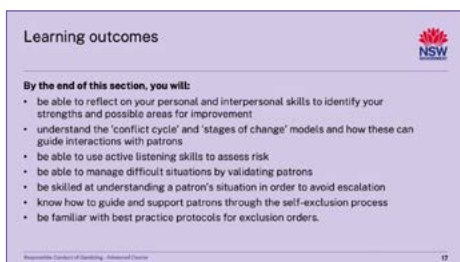 Learning outcomes
NSW
GOVERNMENT
By the end of this section, you will:
• be able to reflect on your personal and interpersonal skills to identify your
strengths and possible areas for improvement
• understand the 'conflict cycle' and 'stages of change' models and how these can
guide interactions with patrons
• be able to use active listening skills to assess risk
• be able to manage difficult situations by validating patrons
• be skilled at understanding a patron's situation in order to avoid escalation
• know how to guide and support patrons through the self-exclusion process
• be familiar with best practice protocols for exclusion orders.
Responsible Conduct of Gambling - Advanced Course
17